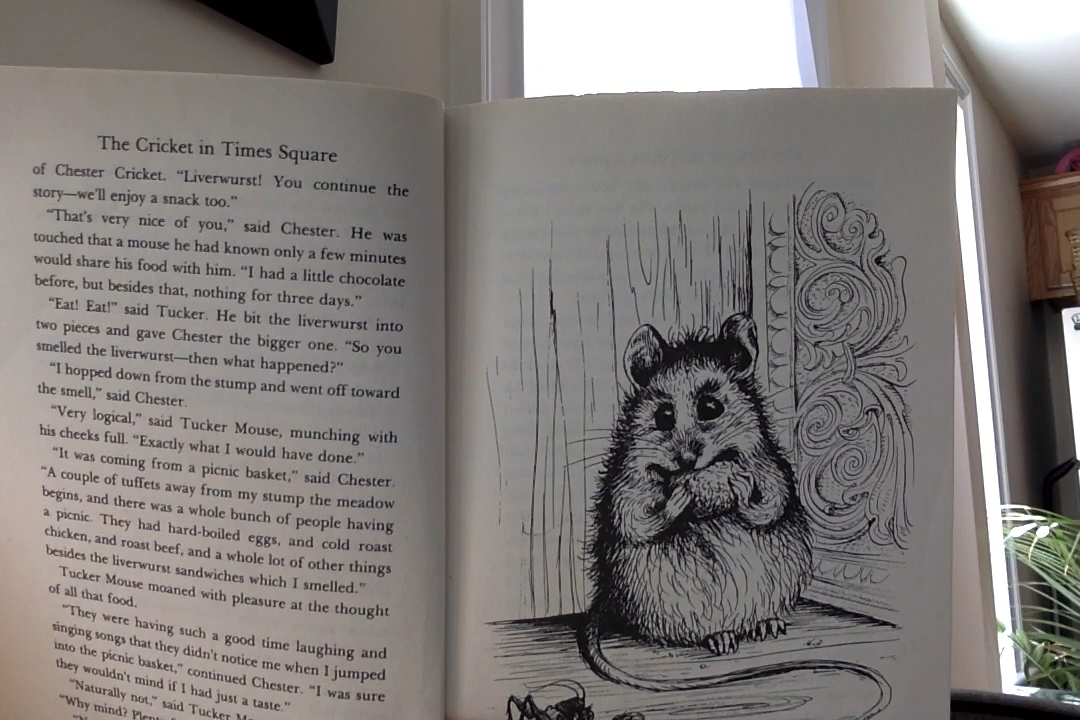 The Cricket in Times Square
of Chester Cricket. “Liverwurst! You continue the
story—we'll enjoy a snack too.”
“That's very nice of you,” said Chester. He was
touched that a mouse he had known only a few minutes
would share his food with him. “I had a little chocolate
before, but besides that, nothing for three days.”
“Eat! Eat!” said Tucker. He bit the liverwurst into
two pieces and gave Chester the bigger one. “So you
smelled the liverwurst—then what happened?”
“I hopped down from the stump and went off toward
the smell,” said Chester.
“Very logical,” said Tucker Mouse, munching with
his cheeks full. “Exactly what I would have done.”
“It was coming from a picnic basket,” said Chester.
“A couple of tuffets away from my stump the meadow
begins, and there was a whole bunch of people having
a picnic. They had hard-boiled eggs, and cold roast
chicken, and roast beef, and a whole lot of other things
besides the liverwurst sandwiches which I smelled.”
Tucker Mouse moaned with pleasure at the thought
of all that food.
“They were having such a good time laughing and
singing songs that they didn't notice me when I jumped
into the picnic basket,” continued Chester. “I was sure
they wouldn't mind if I had just a taste.”
“Naturally not,” said Tucker
“Why mind?